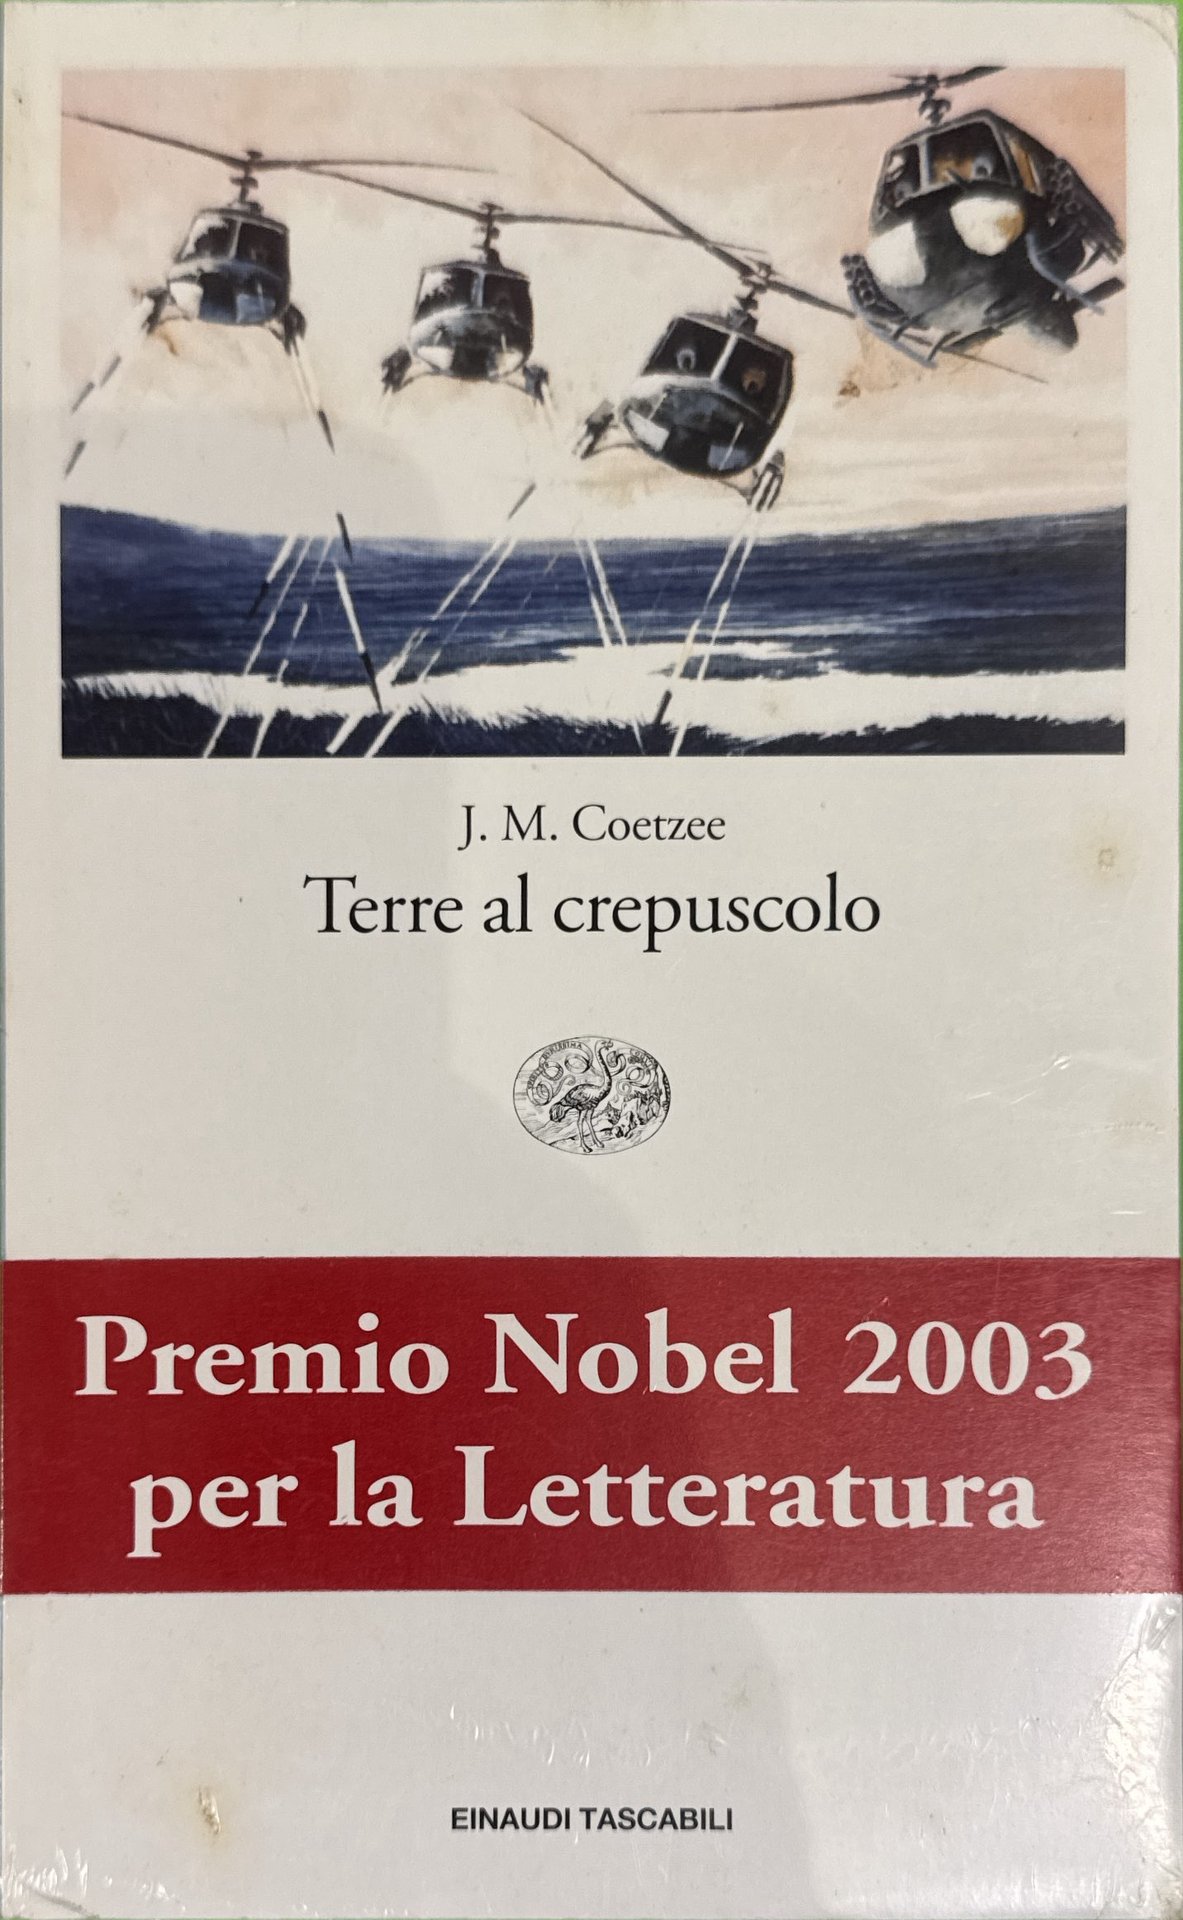 J. M. Coetzee
Terre al crepuscolo
Premio Nobel 2003
per la Letteratura
EINAUDI TASCABILI